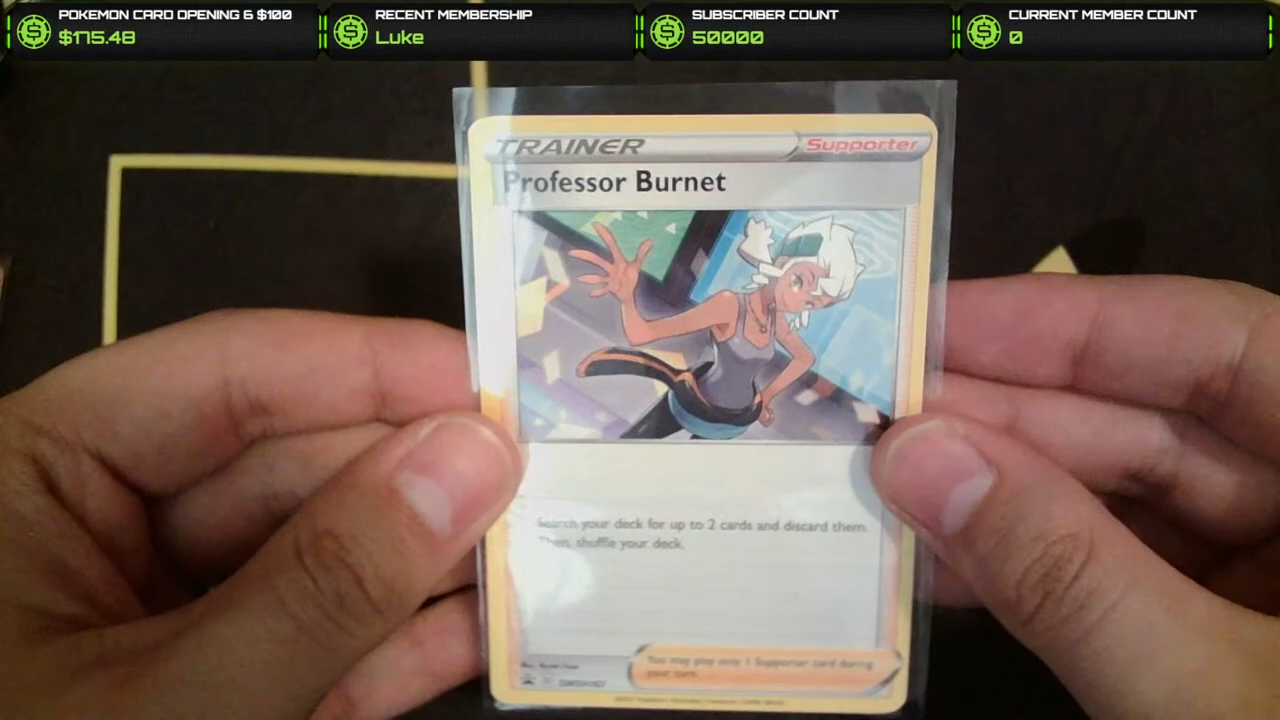 POKEMON CARD OPENING 6 $100
$175.48
RECENT MEMBERSHIP
Luke
SUBSCRIBER COUNT
50000
CURRENT MEMBER COUNT
0
TRAINER Supporter
Professor Burnet
Search your deck for up to 2 cards and discard them.
Then, shuffle your deck.
You may play only 1 Supporter card during
your turn.